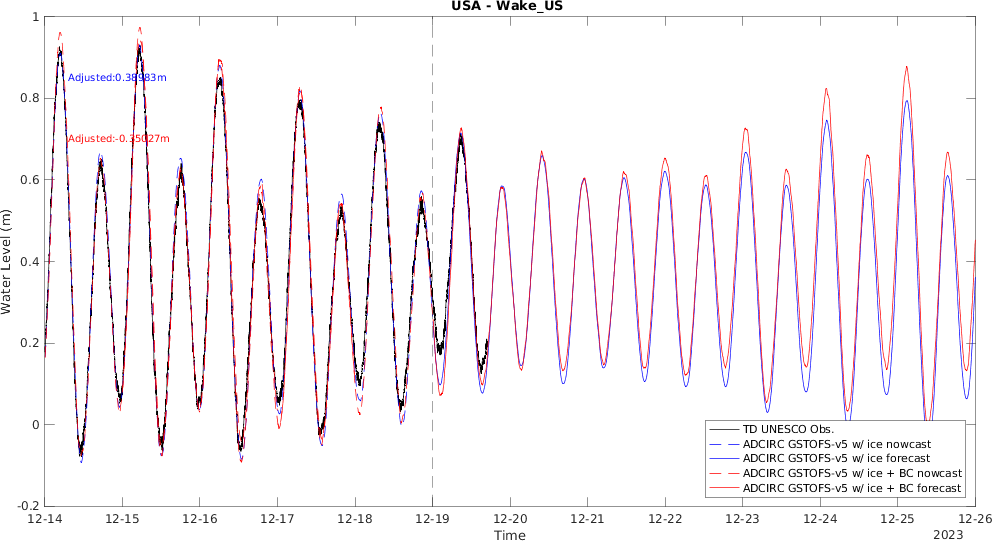 USA - Wake_US
1
0.8
0.6
0.4
0.2
0
-0.2
Water Level (m)
Adjusted:0.38983m
Adjusted:-0.35027m
TD UNESCO Obs.
ADCIRC GSTOFS-v5 w/ ice nowcast
ADCIRC GSTOFS-v5 w/ ice forecast
ADCIRC GSTOFS-v5 w/ ice + BC nowcast
ADCIRC GSTOFS-v5 w/ ice + BC forecast
12-14 12-15 12-16 12-17 12-18 12-19 12-20 12-21 12-22 12-23 12-24 12-25 12-26
Time
2023